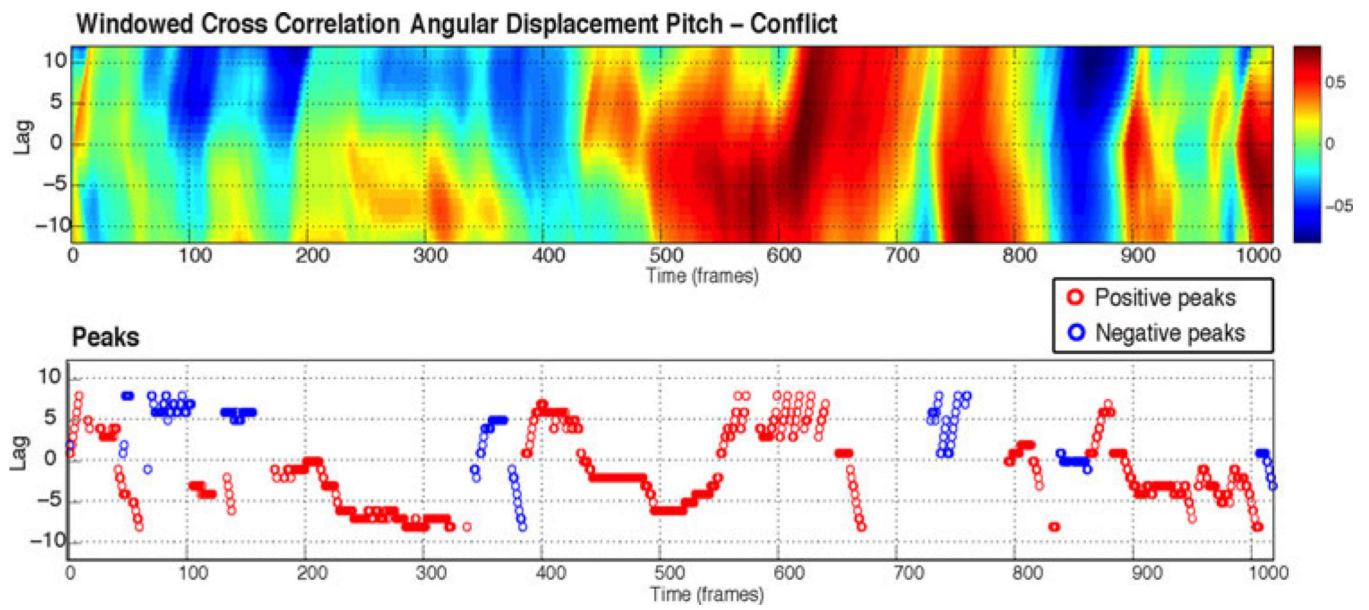 Windowed Cross Correlation Angular Displacement Pitch – Conflict
10
5
0
−5
−10
Lag
0 100 200 300 400 500 600 700 800 900 1000
Time (frames)
0.5
0
−05
Positive peaks
Negative peaks
Peaks
10
5
0
−5
−10
Lag
0 100 200 300 400 500 600 700 800 900 1000
Time (frames)